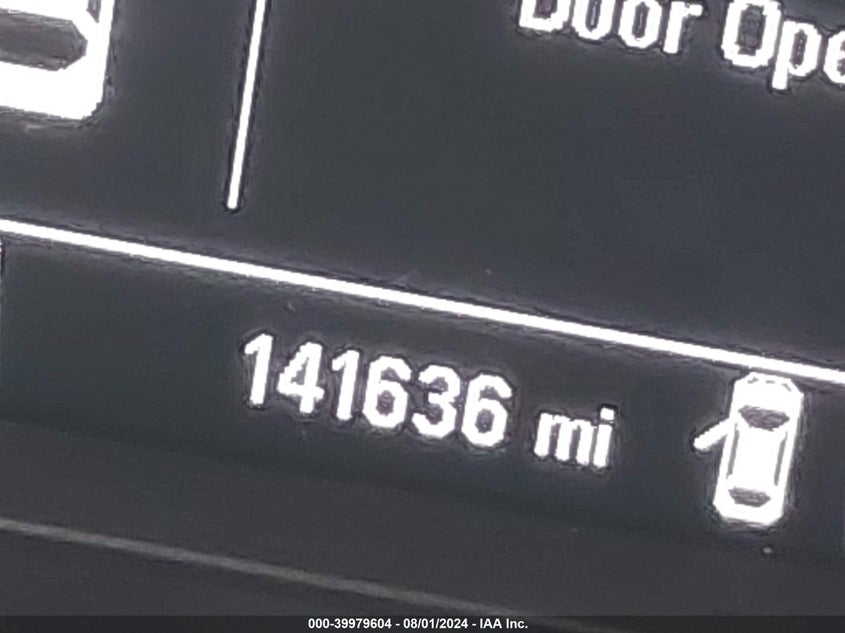 Door Ope
141636 mi
000-39979604 - 08/01/2024 - IAA Inc.